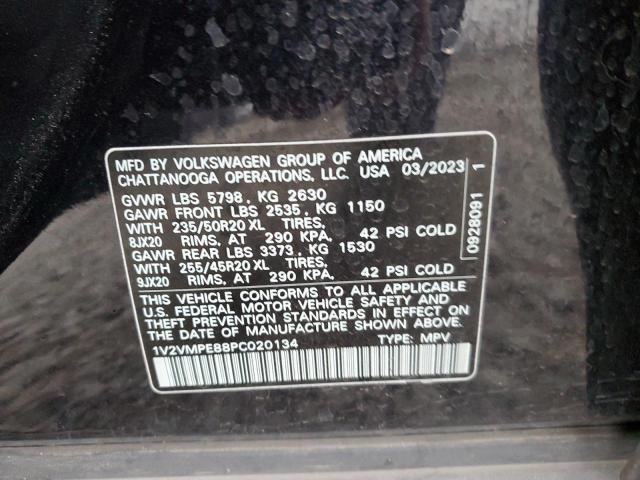 MFD BY VOLKSWAGEN GROUP OF AMERICA
CHATTANOOGA OPERATIONS, LLC. USA 03/2023
GVWR LBS 5798, KG 2630
GAWR FRONT LBS 2535, KG 1150
WITH 235/50R20 XL TIRES,
8JX20 RIMS, AT 290 KPA, 42 PSI COLD
GAWR REAR LBS 3373, KG 1530
WITH 255/45R20 XL TIRES,
9JX20 RIMS, AT 290 KPA, 42 PSI COLD
THIS VEHICLE CONFORMS TO ALL APPLICABLE
U.S. FEDERAL MOTOR VEHICLE SAFETY AND
THEFT PREVENTION STANDARDS IN EFFECT ON
THE DATE OF MANUFACTURE SHOWN ABOVE.
1V2VMPE88PC020134 TYPE: MPV
0928091 1